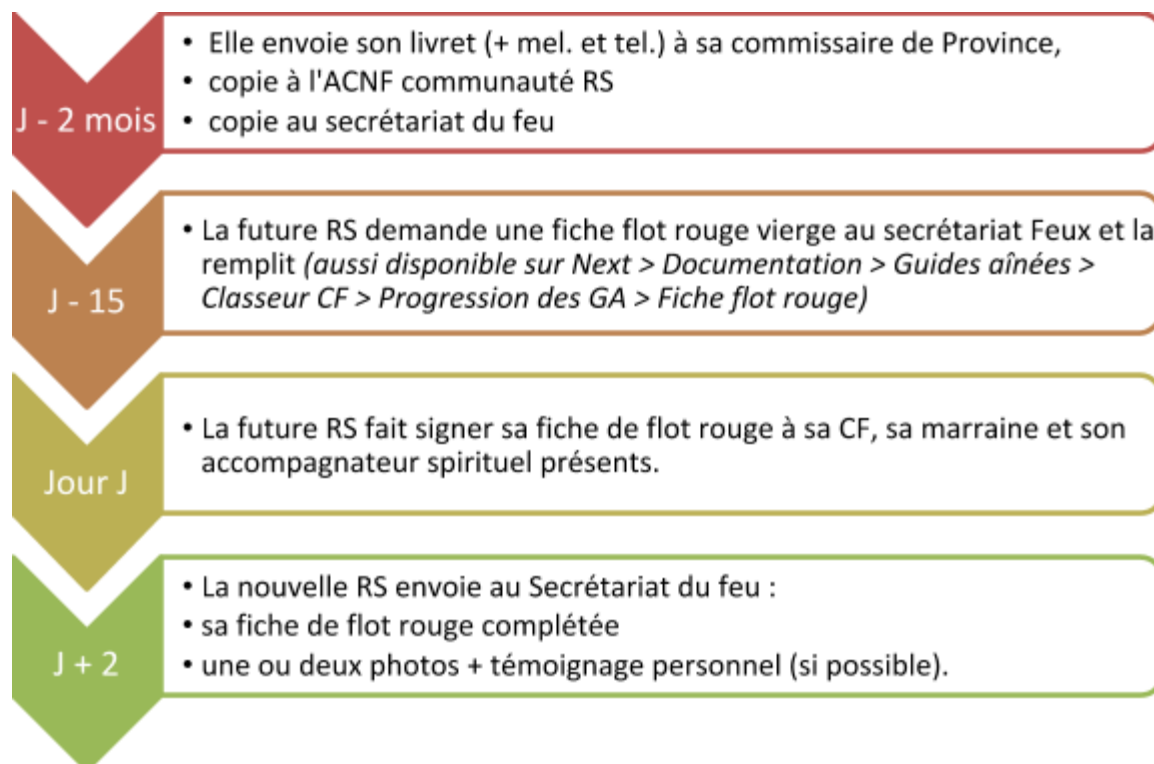 J - 2 mois
• Elle envoie son livret (+ mel. et tel.) à sa commissaire de Province,
• copie à l'ACNF communauté RS
• copie au secrétariat du feu
J - 15
• La future RS demande une fiche flot rouge vierge au secrétariat Feux et la
remplit (aussi disponible sur Next > Documentation > Guides aînées >
Classeur CF > Progression des GA > Fiche flot rouge)
Jour J
• La future RS fait signer sa fiche de flot rouge à sa CF, sa marraine et son
accompagnateur spirituel présents.
J + 2
• La nouvelle RS envoie au Secrétariat du feu :
• sa fiche de flot rouge complétée
• une ou deux photos + témoignage personnel (si possible).